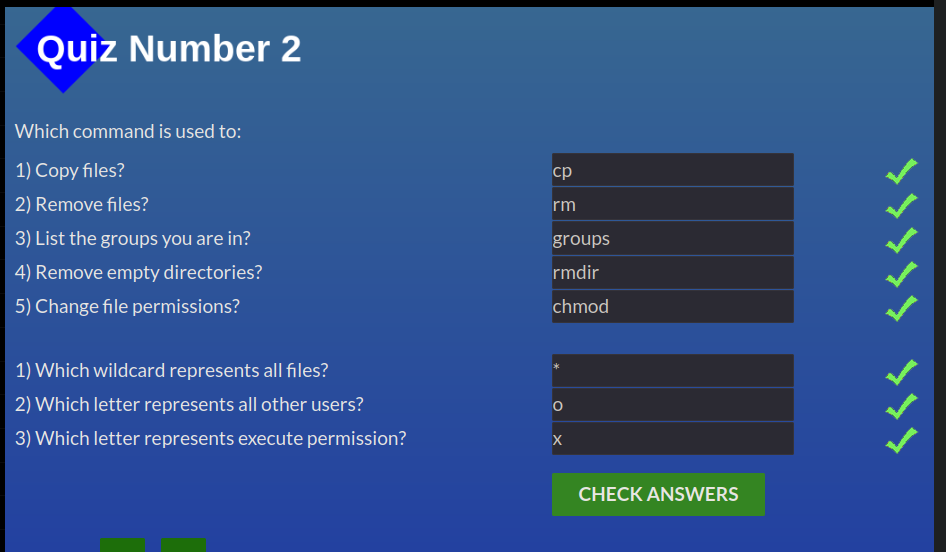 Quiz Number 2
Which command is used to:
1) Copy files? cp
2) Remove files? rm
3) List the groups you are in? groups
4) Remove empty directories? rmdir
5) Change file permissions? chmod
1) Which wildcard represents all files? *
2) Which letter represents all other users? o
3) Which letter represents execute permission? x
CHECK ANSWERS